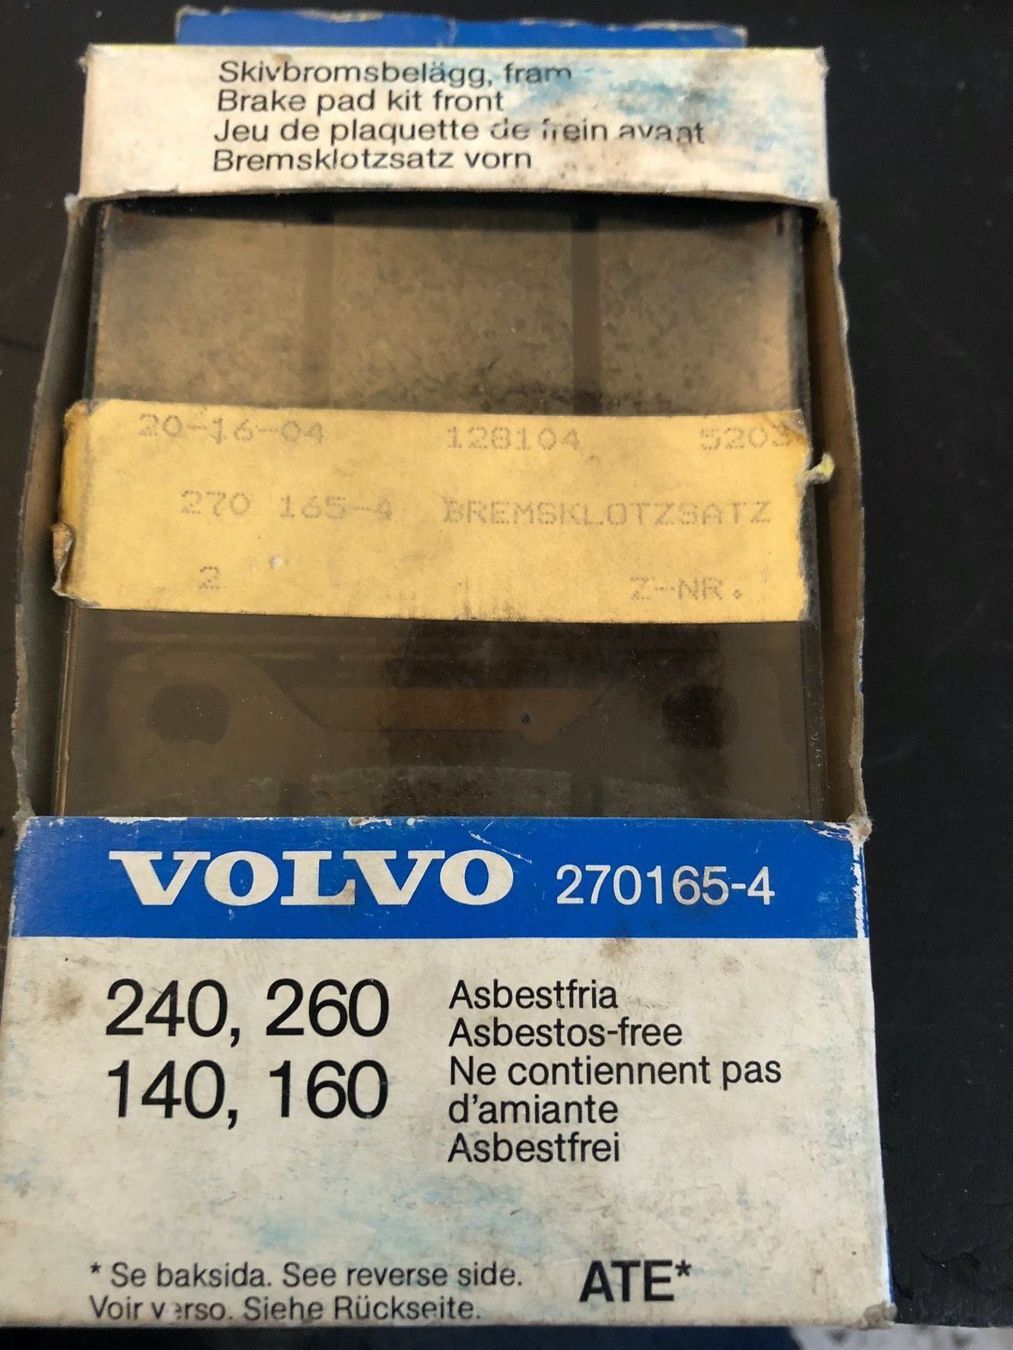 Skivbromsbelägg, fram
Brake pad kit front
Jeu de plaquette de frein avant
Bremsklotzsatz vorn
20-16-04 128104 5203
270 165-4 BREMSKLOTZSATZ
2 1 Z-NR.
VOLVO 270165-4
240, 260
140, 160
Asbestfria
Asbestos-free
Ne contiennent pas
d'amiante
Asbestfrei
* Se baksida. See reverse side.
Voir verso. Siehe Rückseite.
ATE*